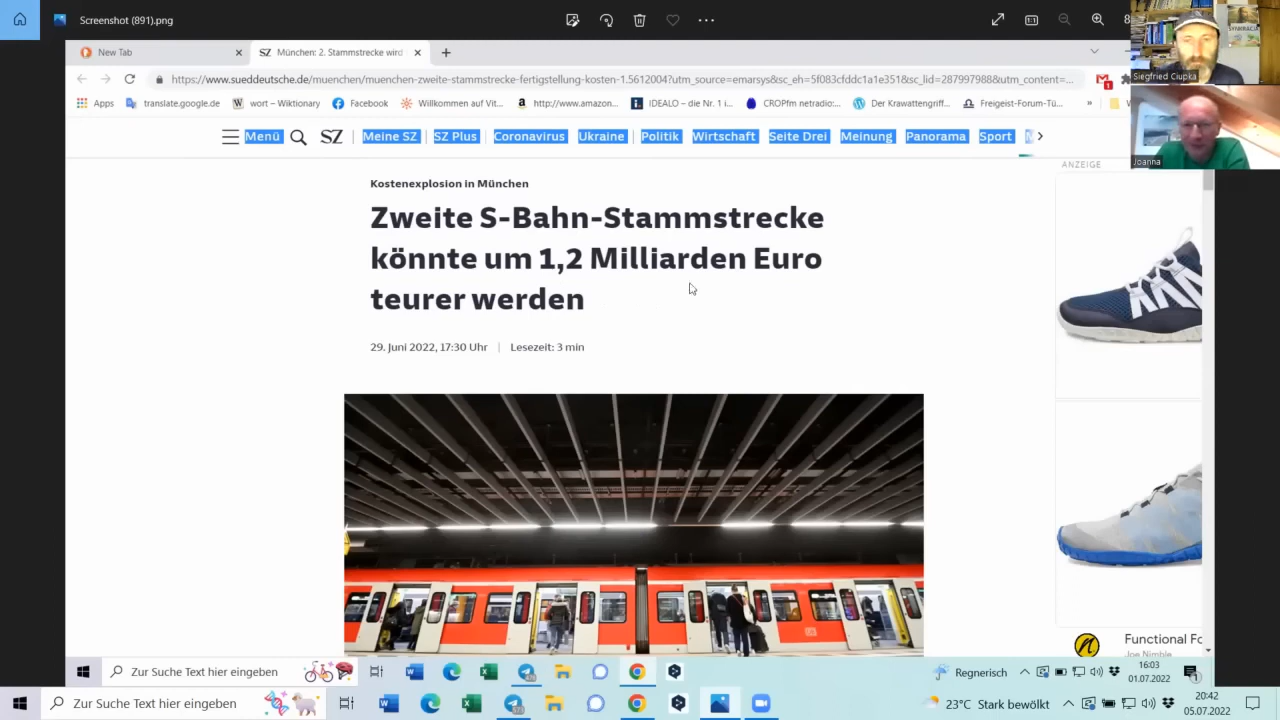 Screenshot (891).png
New Tab
SZ München: 2. Stammstrecke wird
https://www.sueddeutsche.de/muenchen/muenchen-zweite-stammstrecke-fertigstellung-kosten-1.5612004?utm_source=emarsys&sc_eh=5f083cfddc1a1e351&sc_lid=287997988&utm_content=...
Apps translate.google.de wort – Wiktionary Facebook Willkommen auf Vit... http://www.amazon... IDEALO – die Nr. 1 i... CROPfm netradio:... Der Krawattengriff... Freigeist-Forum-Tü... »
Siegfried Ciupka
Joanna
Menü SZ Meine SZ SZ Plus Coronavirus Ukraine Politik Wirtschaft Seite Drei Meinung Panorama Sport
ANZEIGE
Kostenexplosion in München
Zweite S-Bahn-Stammstrecke
könnte um 1,2 Milliarden Euro
teurer werden
29. Juni 2022, 17:30 Uhr | Lesezeit: 3 min
Functional Fo
Joe Nimble
Zur Suche Text hier eingeben
Regnerisch
16:03
01.07.2022
Zur Suche Text hier eingeben
23°C Stark bewölkt
20:42
05.07.2022